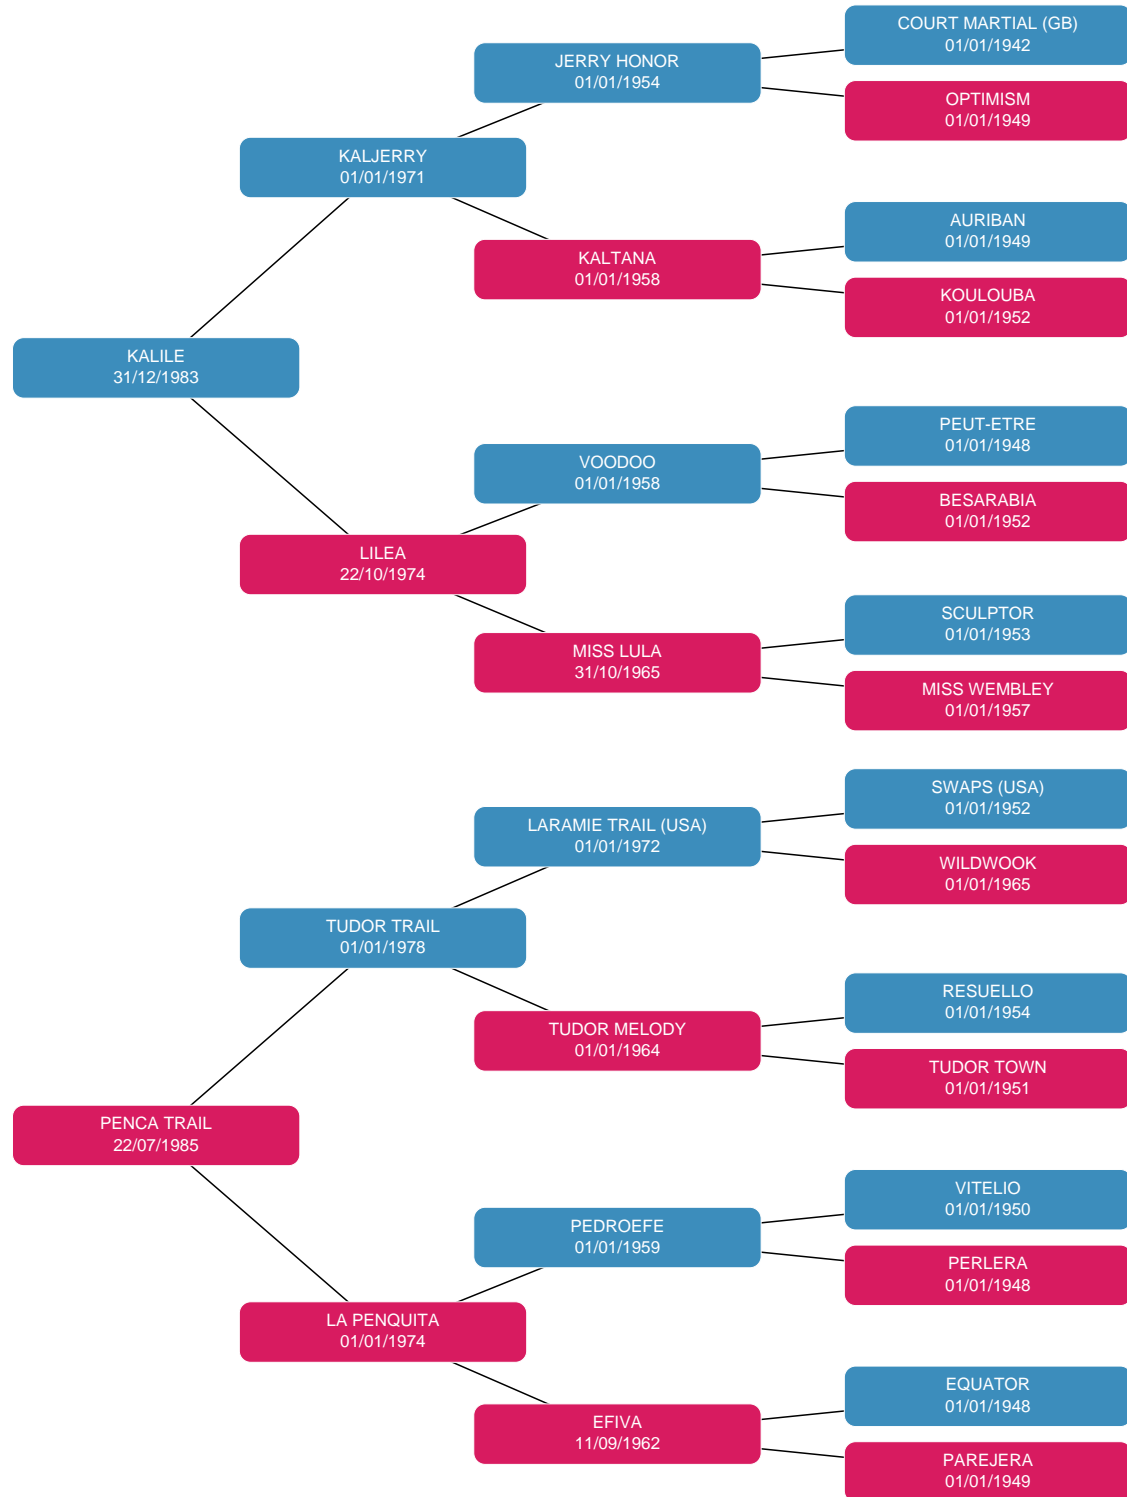 COURT MARTIAL (GB)
01/01/1942
JERRY HONOR
01/01/1954
OPTIMISM
01/01/1949
KALJERRY
01/01/1971
AURIBAN
01/01/1949
KALTANA
01/01/1958
KOULOUBA
01/01/1952
KALILE
31/12/1983
PEUT-ETRE
01/01/1948
VOODOO
01/01/1958
BESARABIA
01/01/1952
LILEA
22/10/1974
SCULPTOR
01/01/1953
MISS LULA
31/10/1965
MISS WEMBLEY
01/01/1957
SWAPS (USA)
01/01/1952
LARAMIE TRAIL (USA)
01/01/1972
WILDWOOK
01/01/1965
TUDOR TRAIL
01/01/1978
RESUELLO
01/01/1954
TUDOR MELODY
01/01/1964
TUDOR TOWN
01/01/1951
PENCA TRAIL
22/07/1985
VITELIO
01/01/1950
PEDROEFE
01/01/1959
PERLERA
01/01/1948
LA PENQUITA
01/01/1974
EQUATOR
01/01/1948
EFIVA
11/09/1962
PAREJERA
01/01/1949